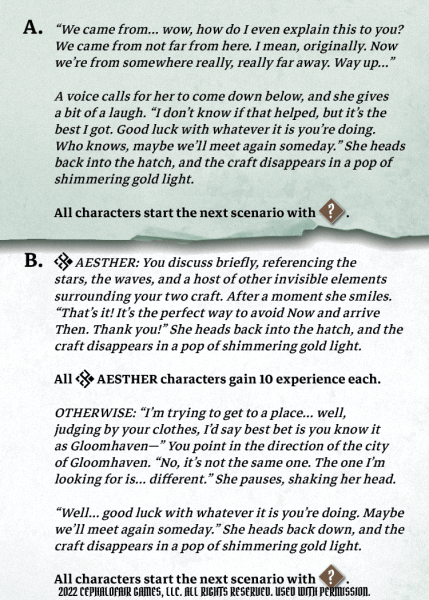 A. “We came from... wow, how do I even explain this to you?
We came from not far from here. I mean, originally. Now
we’re from somewhere really, really far away. Way up...”
A voice calls for her to come down below, and she gives
a bit of a laugh. “I don’t know if that helped, but it’s the
best I got. Good luck with whatever it is you’re doing.
Who knows, maybe we’ll meet again someday.” She heads
back into the hatch, and the craft disappears in a pop of
shimmering gold light.
All characters start the next scenario with ? .
B. AESTHER: You discuss briefly, referencing the
stars, the waves, and a host of other invisible elements
surrounding your two craft. After a moment she smiles.
“That’s it! It’s the perfect way to avoid Now and arrive
Then. Thank you!” She heads back into the hatch, and the
craft disappears in a pop of shimmering gold light.
All AESTHER characters gain 10 experience each.
OTHERWISE: “I’m trying to get to a place... well,
judging by your clothes, I’d say best bet is you know it
as Gloomhaven—” You point in the direction of the city
of Gloomhaven. “No, it’s not the same one. The one I’m
looking for is... different.” She pauses, shaking her head.
“Well... good luck with whatever it is you’re doing. Maybe
we’ll meet again someday.” She heads back down, and the
craft disappears in a pop of shimmering gold light.
All characters start the next scenario with ? .
2022 CEPHALOFAIR GAMES, LLC. ALL RIGHTS RESERVED. USED WITH PERMISSION.